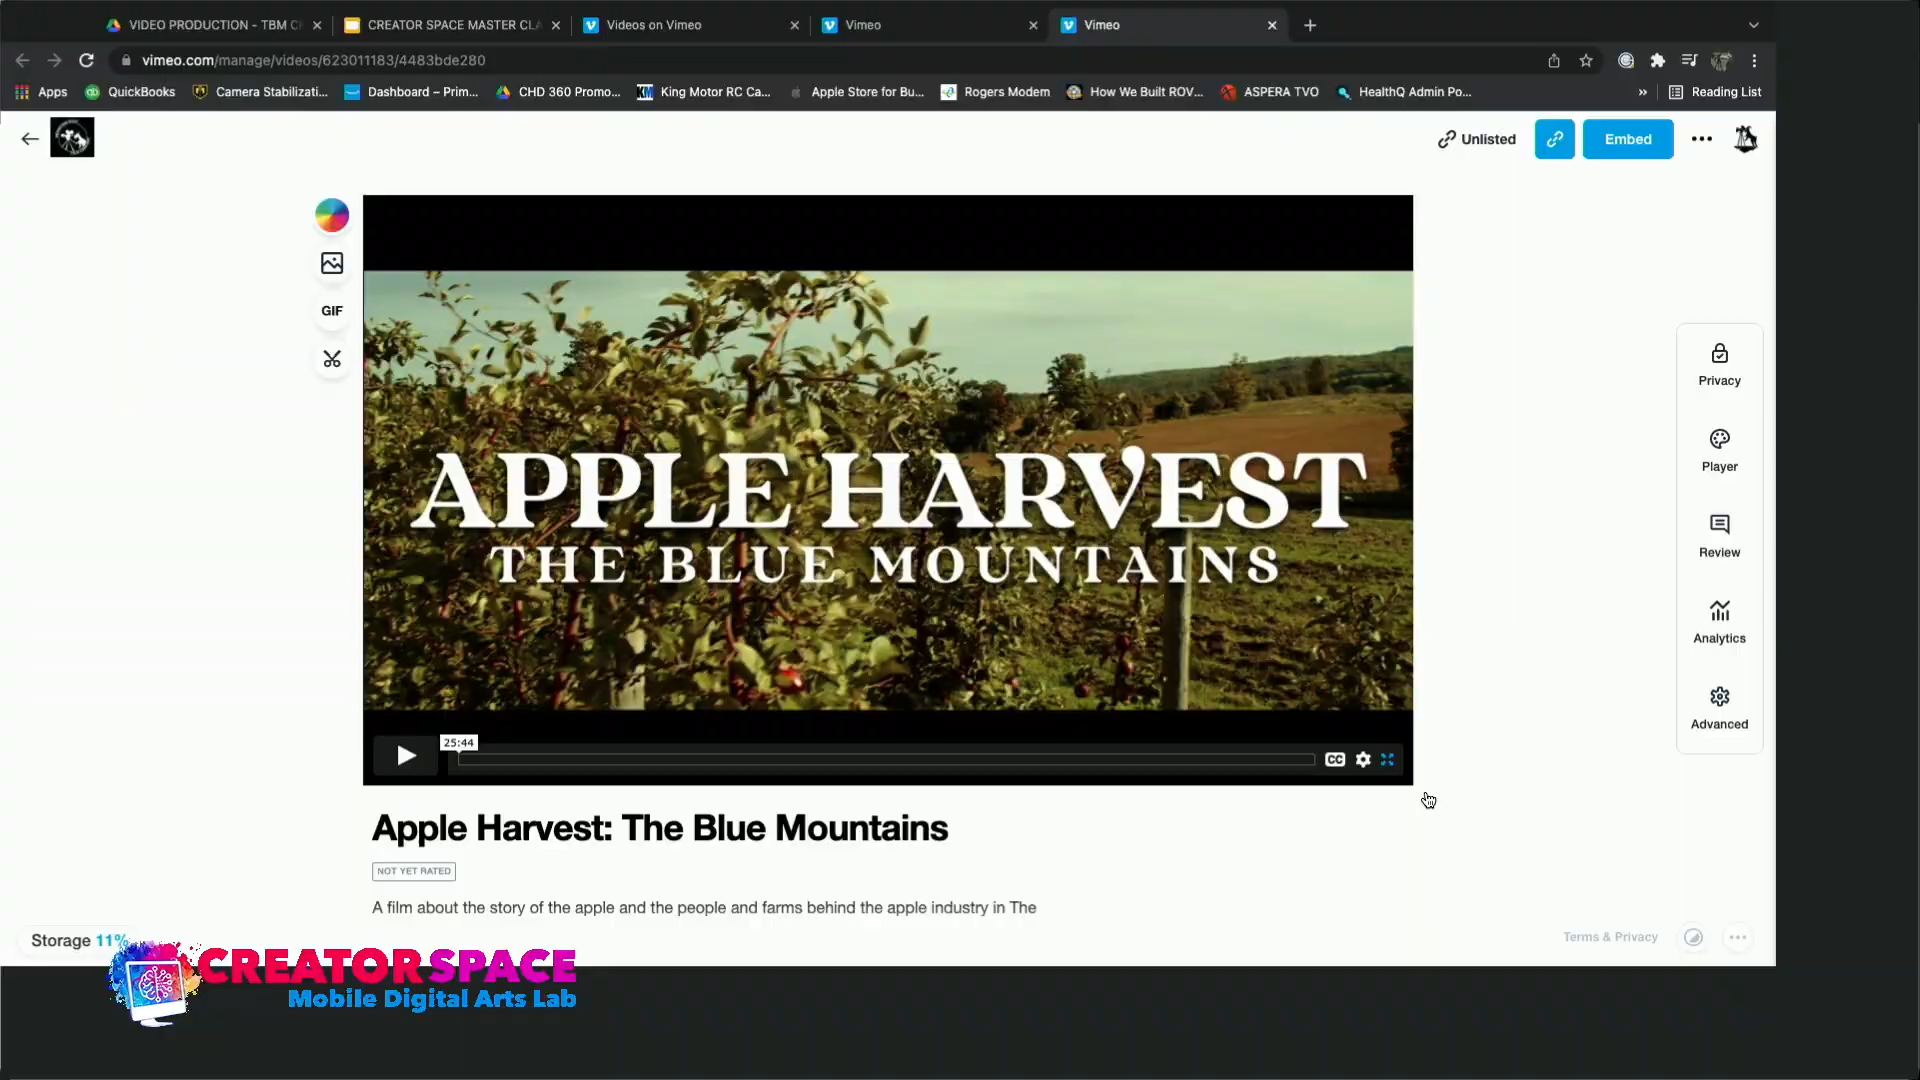 VIDEO PRODUCTION - TBM C
CREATOR SPACE MASTER CLA
Videos on Vimeo
Vimeo
Vimeo
vimeo.com/manage/videos/623011183/4483bde280
Apps
QuickBooks
Camera Stabilizati...
Dashboard – Prim...
CHD 360 Promo...
KM King Motor RC Ca...
Apple Store for Bu...
Rogers Modem
How We Built ROV...
ASPERA TVO
HealthQ Admin Po...
»
Reading List
Unlisted
Embed
GIF
APPLE HARVEST
THE BLUE MOUNTAINS
Privacy
Player
Review
Analytics
Advanced
25:44
CC
Apple Harvest: The Blue Mountains
NOT YET RATED
A film about the story of the apple and the people and farms behind the apple industry in The
Storage 11%
Terms & Privacy
CREATOR SPACE
Mobile Digital Arts Lab